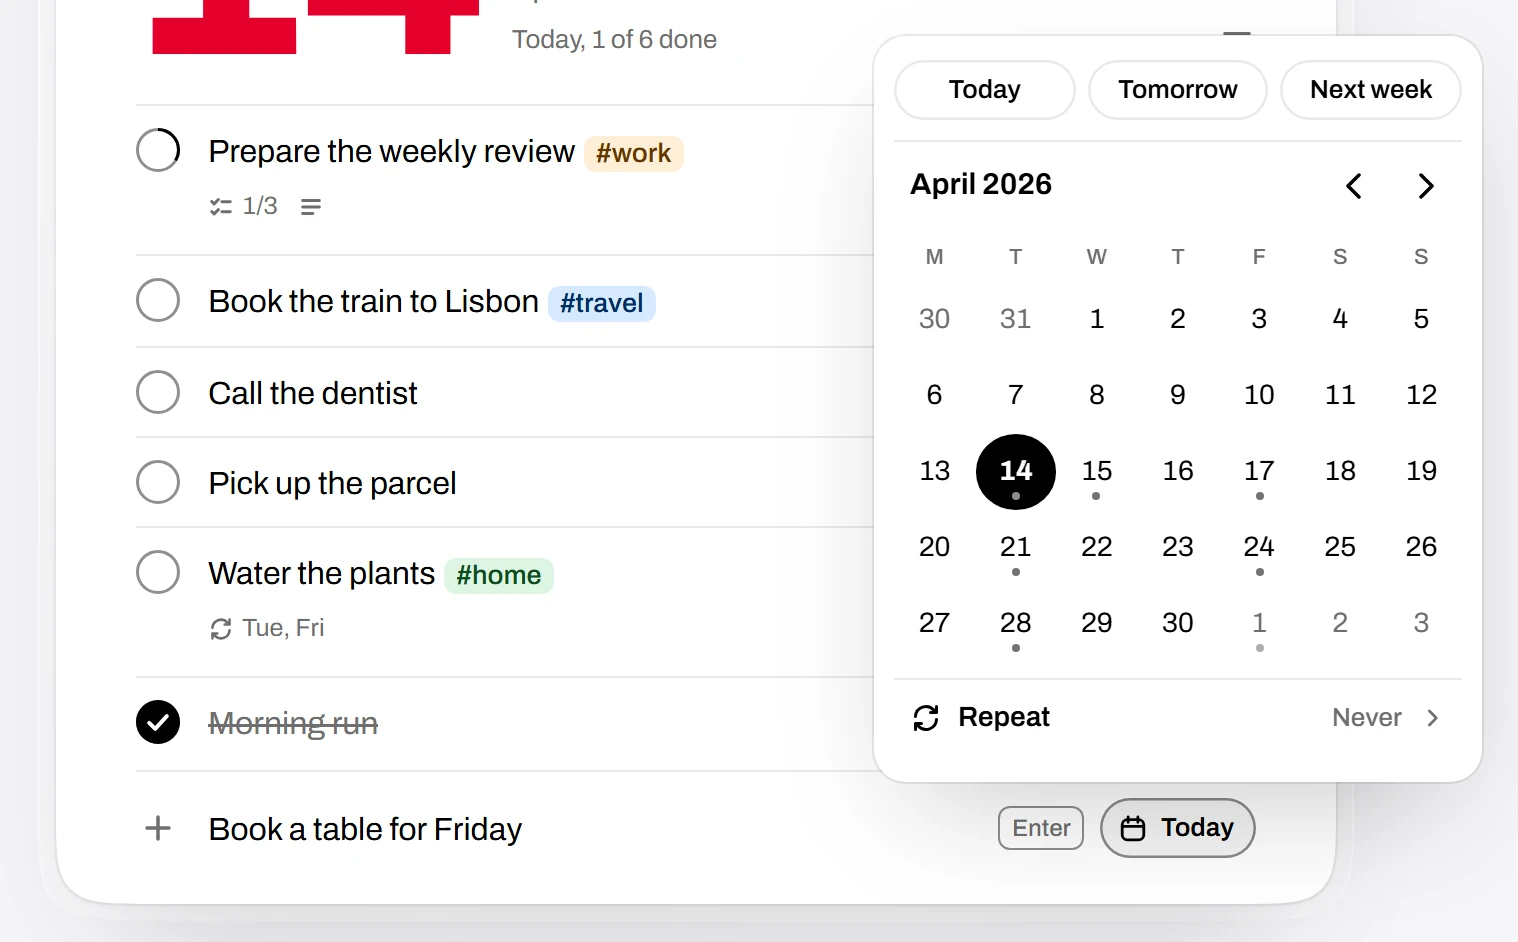 14
Today, 1 of 6 done
Prepare the weekly review #work
1/3
Book the train to Lisbon #travel
Call the dentist
Pick up the parcel
Water the plants #home
Tue, Fri
Morning run
Book a table for Friday
Enter
Today
Today Tomorrow Next week
April 2026
M T W T F S S
30 31 1 2 3 4 5
6 7 8 9 10 11 12
13 14 15 16 17 18 19
20 21 22 23 24 25 26
27 28 29 30 1 2 3
Repeat Never